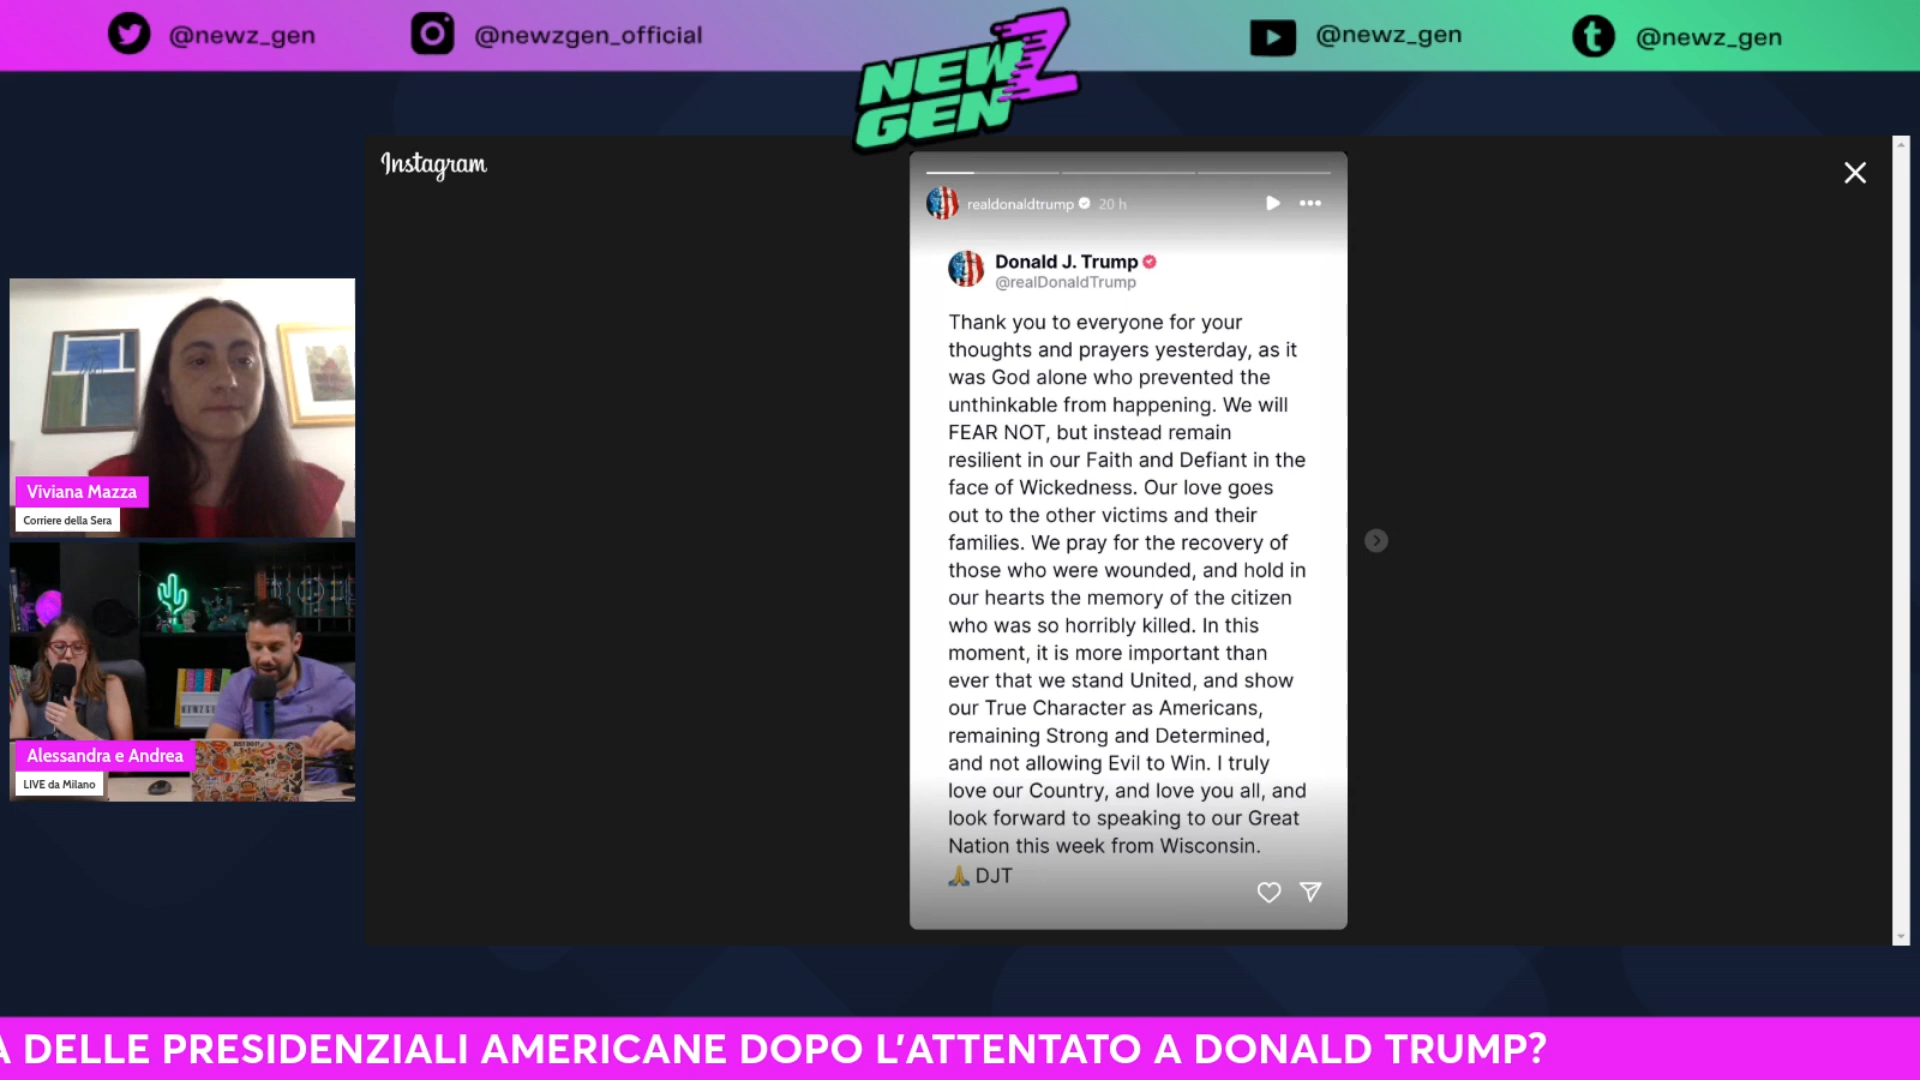 @newz_gen
@newzgen_official
NEWZ
GEN
@newz_gen
@newz_gen
Instagram
realdonaldtrump 20 h
Donald J. Trump
@realDonaldTrump
Thank you to everyone for your
thoughts and prayers yesterday, as it
was God alone who prevented the
unthinkable from happening. We will
FEAR NOT, but instead remain
resilient in our Faith and Defiant in the
face of Wickedness. Our love goes
out to the other victims and their
families. We pray for the recovery of
those who were wounded, and hold in
our hearts the memory of the citizen
who was so horribly killed. In this
moment, it is more important than
ever that we stand United, and show
our True Character as Americans,
remaining Strong and Determined,
and not allowing Evil to Win. I truly
love our Country, and love you all, and
look forward to speaking to our Great
Nation this week from Wisconsin.
🙏 DJT
Viviana Mazza
Corriere della Sera
Alessandra e Andrea
LIVE da Milano
A DELLE PRESIDENZIALI AMERICANE DOPO L'ATTENTATO A DONALD TRUMP?